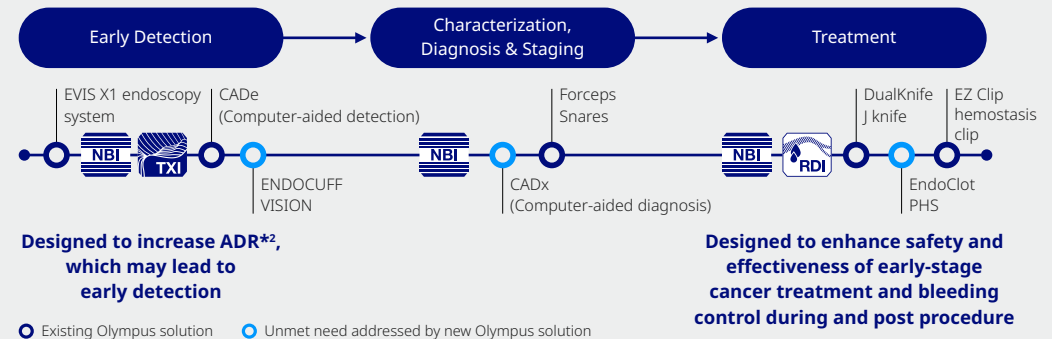 Early Detection
Characterization,
Diagnosis & Staging
Treatment
EVIS X1 endoscopy
system
CADe
(Computer-aided detection)
Forceps
Snares
DualKnife
J knife
EZ Clip
hemostasis
clip
NBI
TXI
NBI
NBI
RDI
ENDOCUFF
VISION
CADx
(Computer-aided diagnosis)
EndoClot
PHS
Designed to increase ADR*²,
which may lead to
early detection
Designed to enhance safety and
effectiveness of early-stage
cancer treatment and bleeding
control during and post procedure
Existing Olympus solution
Unmet need addressed by new Olympus solution